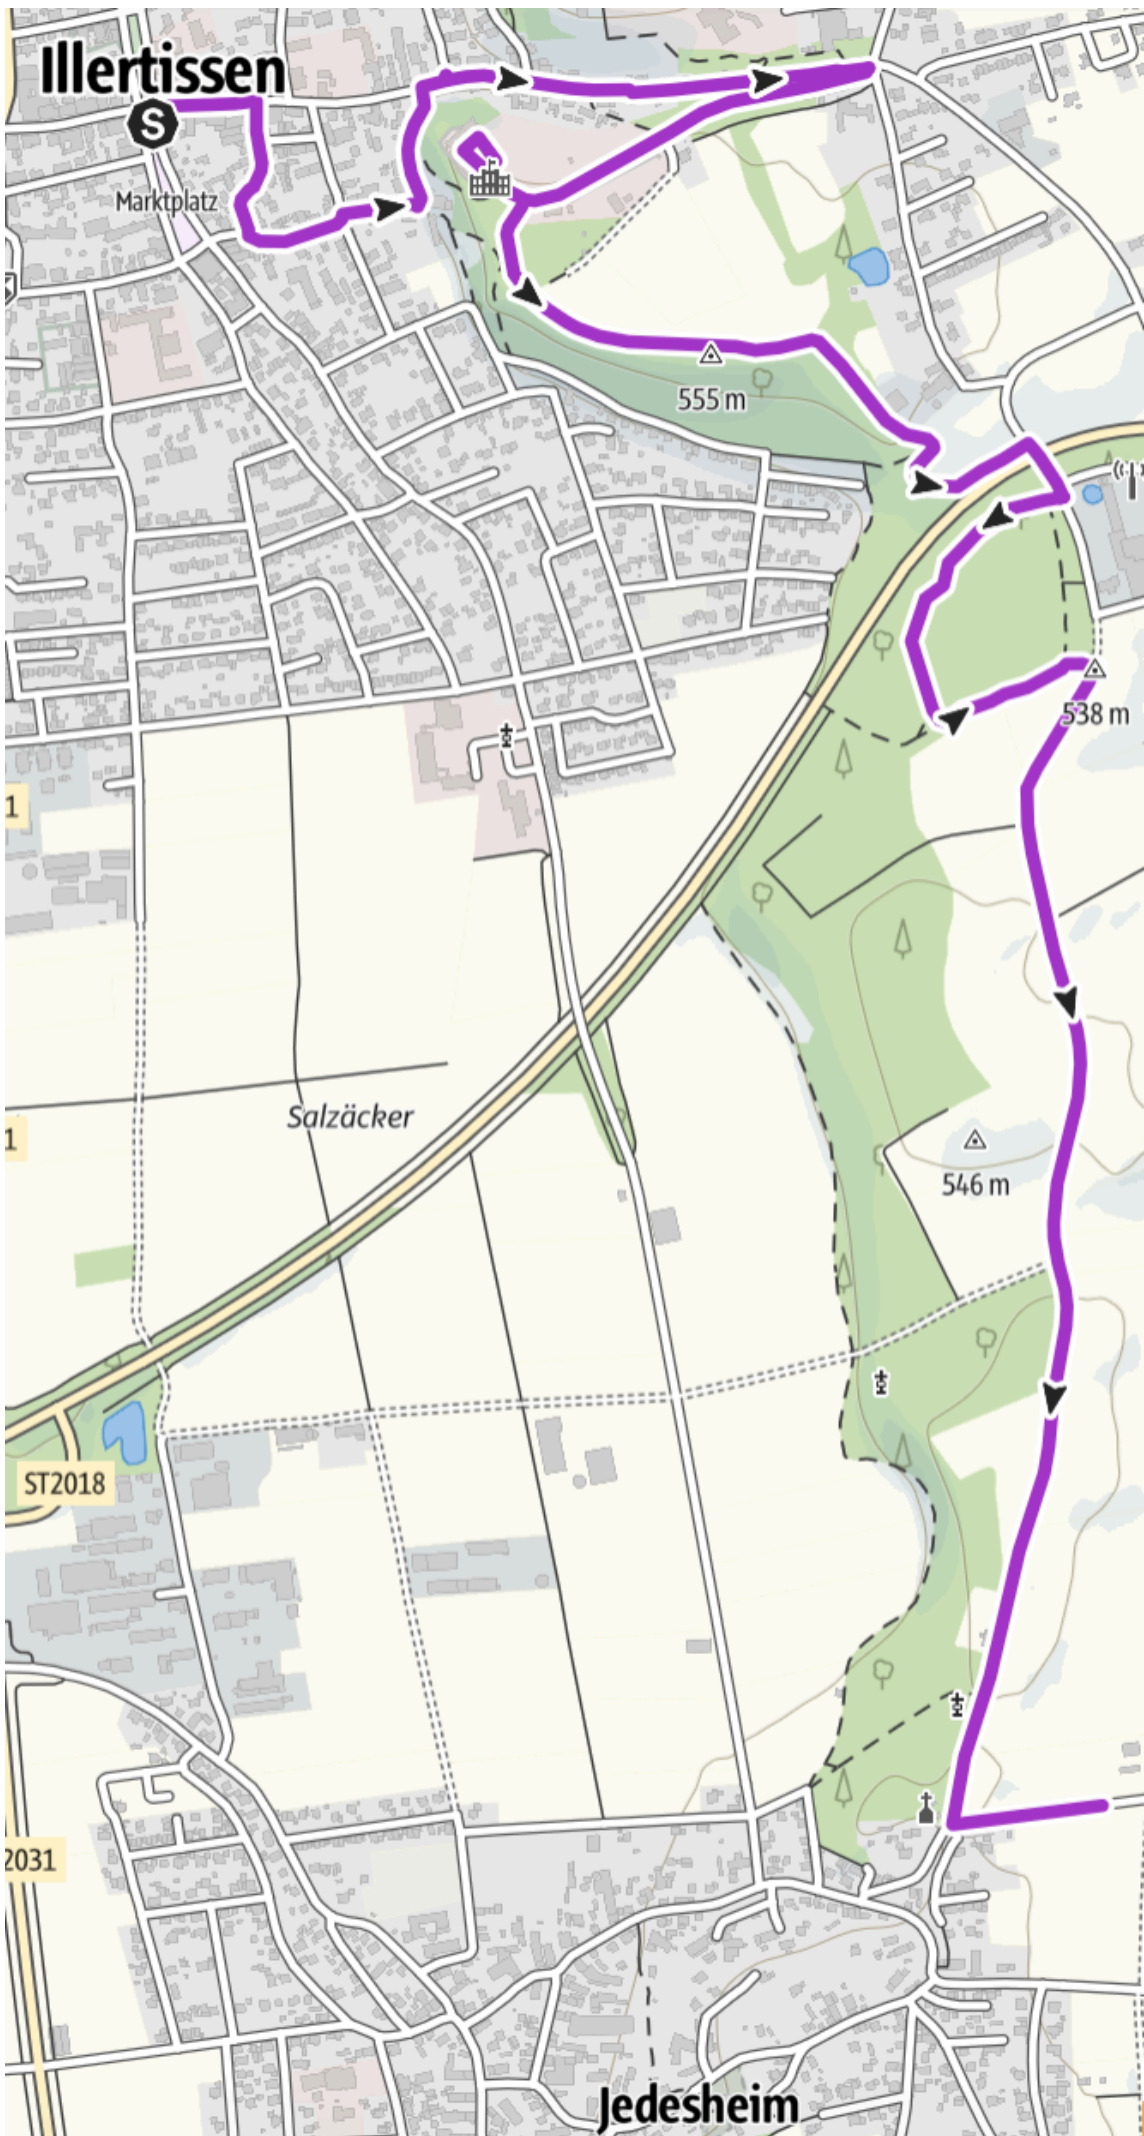 Illertissen
S
Marktplatz
555 m
538 m
1
Salzäcker
1
546 m
ST2018
2031
Jedesheim